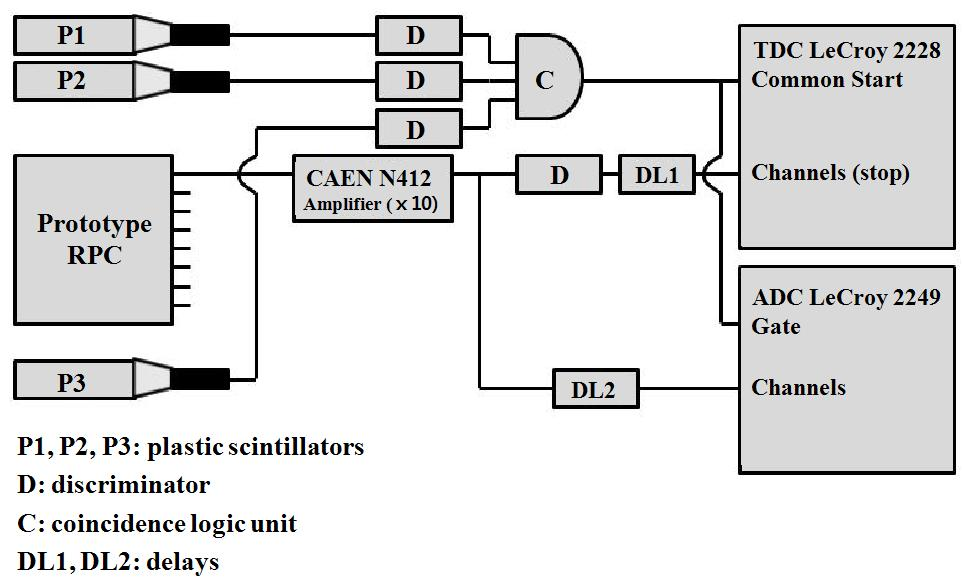 P1
D
P2
D
C
D
TDC LeCroy 2228
Common Start
Channels (stop)
Prototype
RPC
CAEN N412
Amplifier ( x 10)
D
DL1
ADC LeCroy 2249
Gate
Channels
P3
DL2
P1, P2, P3: plastic scintillators
D: discriminator
C: coincidence logic unit
DL1, DL2: delays